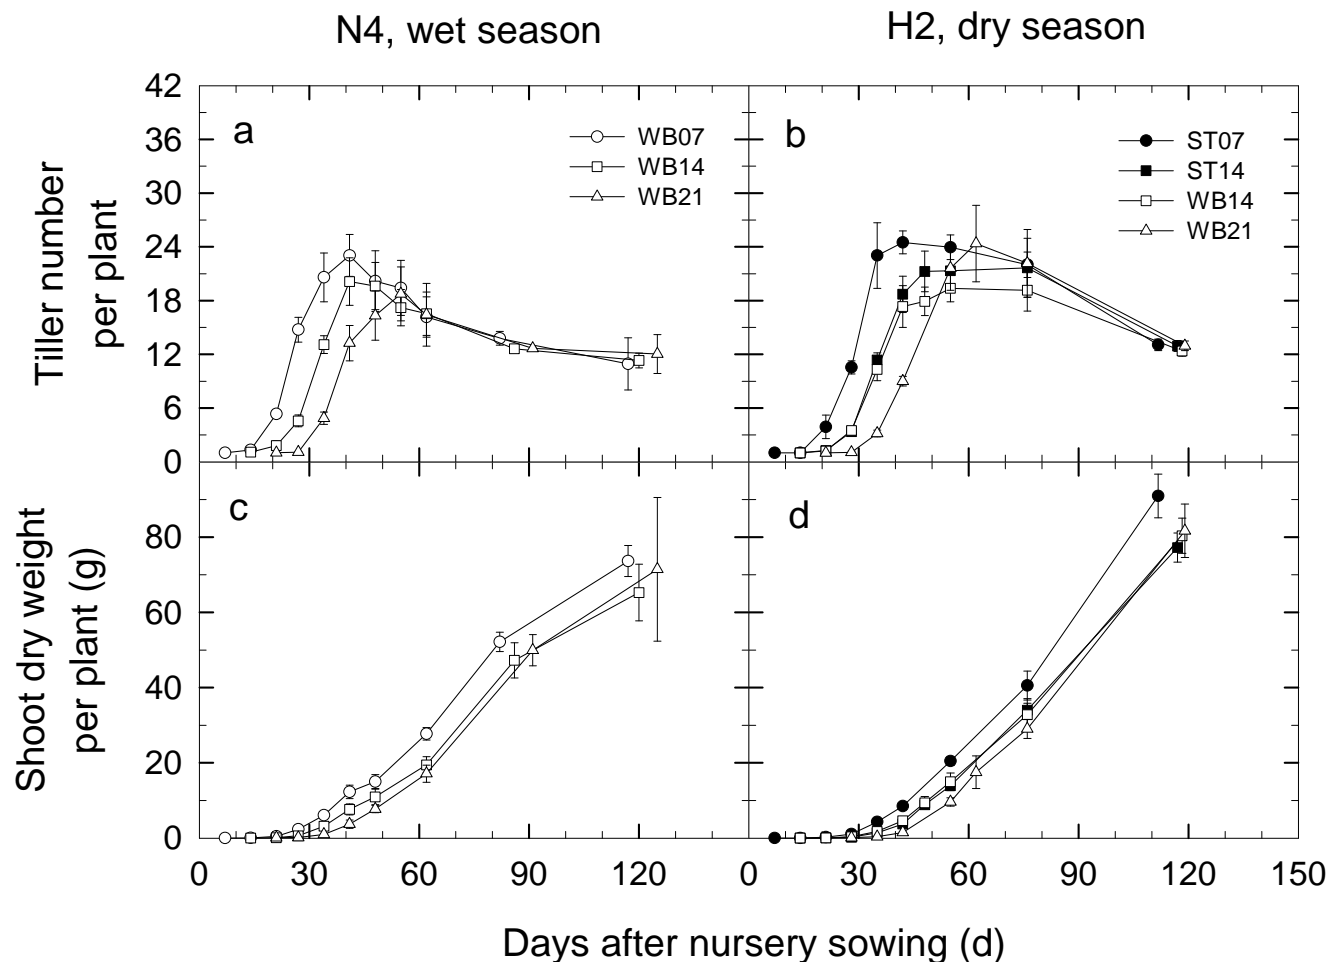 N4, wet season
H2, dry season
Tiller number
per plant
42
36
30
24
18
12
6
0
a
WB07
WB14
WB21
b
ST07
ST14
WB14
WB21
Shoot dry weight
per plant (g)
80
60
40
20
0
c
d
0 30 60 90 120 0 30 60 90 120 150
Days after nursery sowing (d)